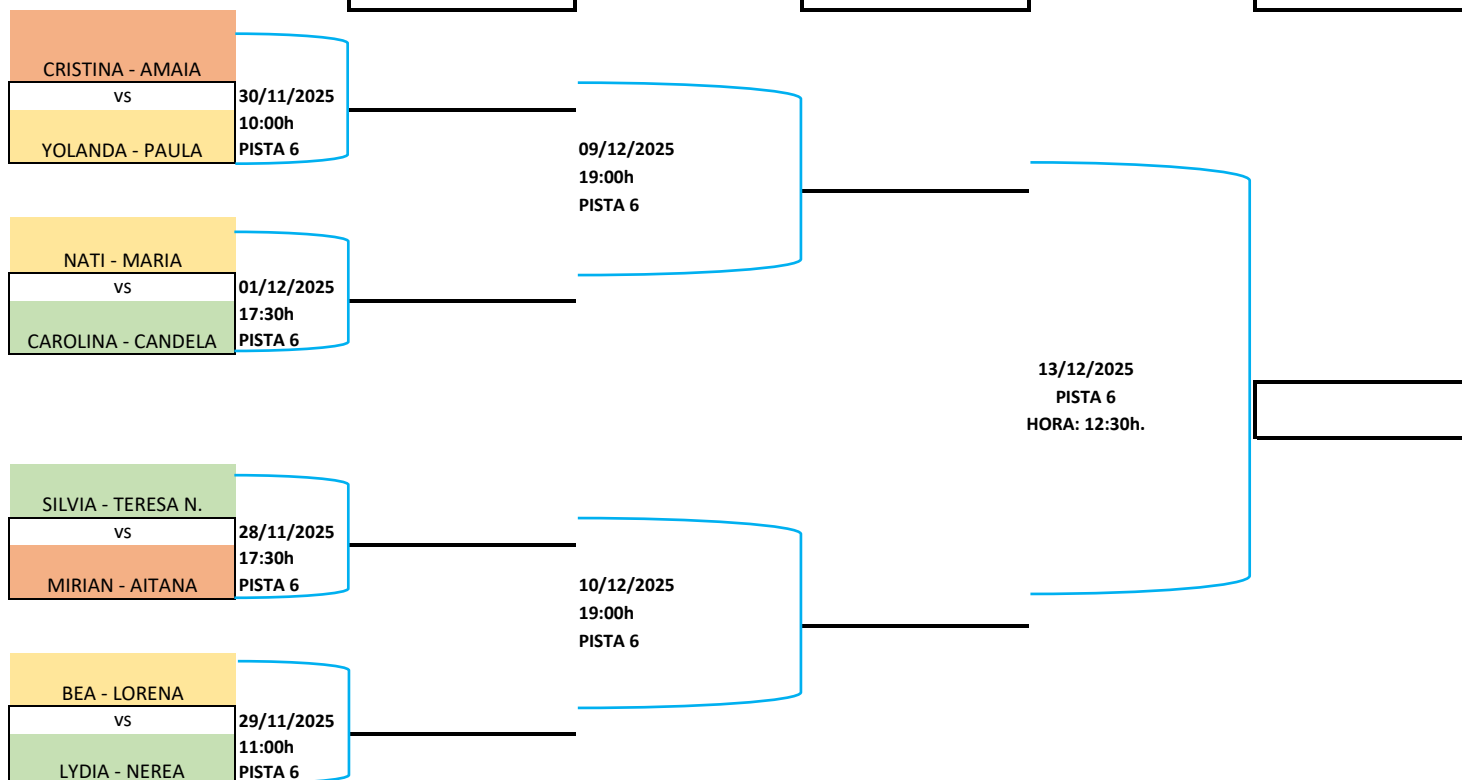 CRISTINA - AMAIA
vs
YOLANDA - PAULA
30/11/2025
10:00h
PISTA 6
NATI - MARIA
vs
CAROLINA - CANDELA
01/12/2025
17:30h
PISTA 6
09/12/2025
19:00h
PISTA 6
SILVIA - TERESA N.
vs
MIRIAN - AITANA
28/11/2025
17:30h
PISTA 6
BEA - LORENA
vs
LYDIA - NEREA
29/11/2025
11:00h
PISTA 6
10/12/2025
19:00h
PISTA 6
13/12/2025
PISTA 6
HORA: 12:30h.